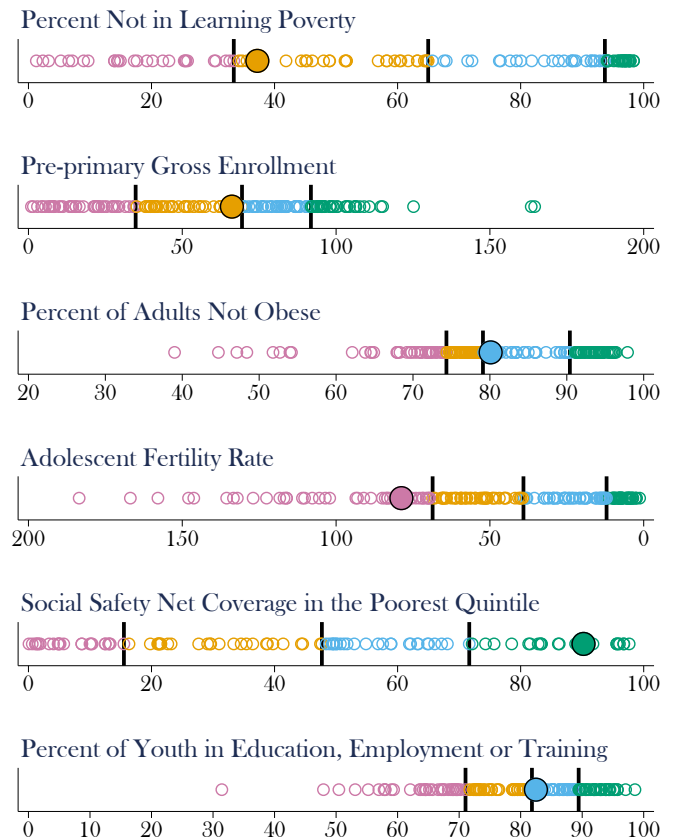 Percent Not in Learning Poverty
0 20 40 60 80 100
Pre-primary Gross Enrollment
0 50 100 150 200
Percent of Adults Not Obese
20 30 40 50 60 70 80 90 100
Adolescent Fertility Rate
200 150 100 50 0
Social Safety Net Coverage in the Poorest Quintile
0 20 40 60 80 100
Percent of Youth in Education, Employment or Training
0 10 20 30 40 50 60 70 80 90 100